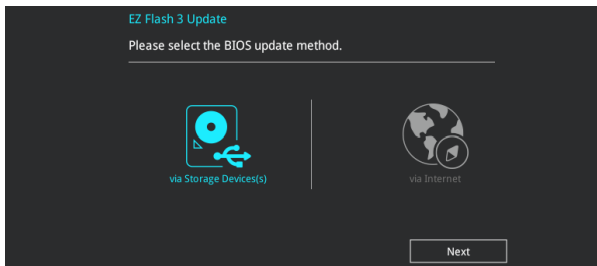 EZ Flash 3 Update
Please select the BIOS update method.
via Storage Devices(s)
via Internet
Next